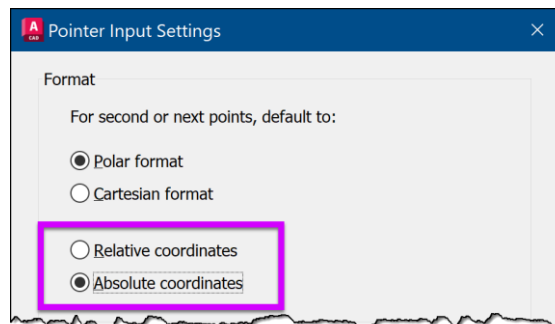 A
CAD
Pointer Input Settings
Format
For second or next points, default to:
Polar format
Cartesian format
Relative coordinates
Absolute coordinates